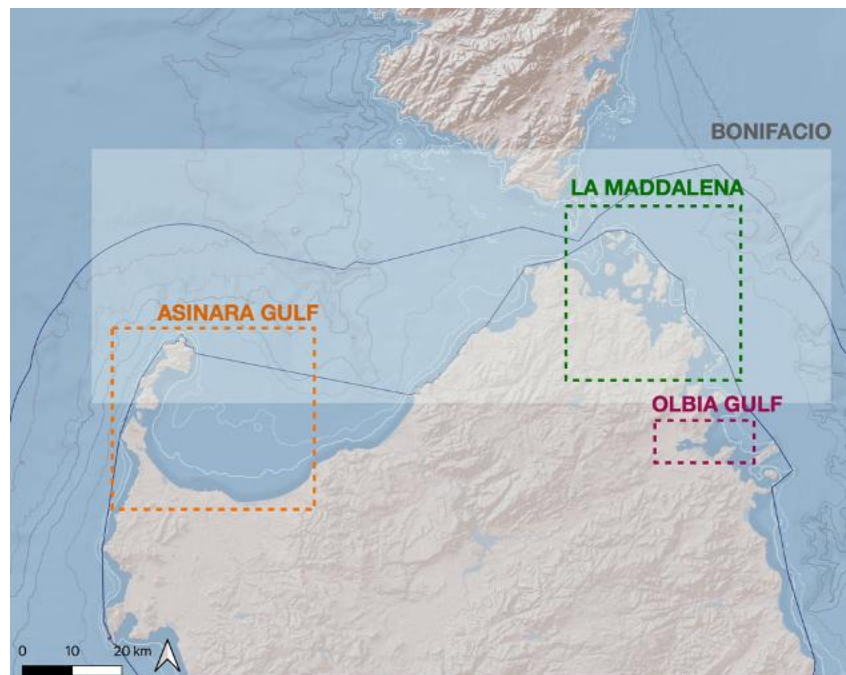 BONIFACIO
LA MADDALENA
ASINARA GULF
OLBIA GULF
0 10 20 km